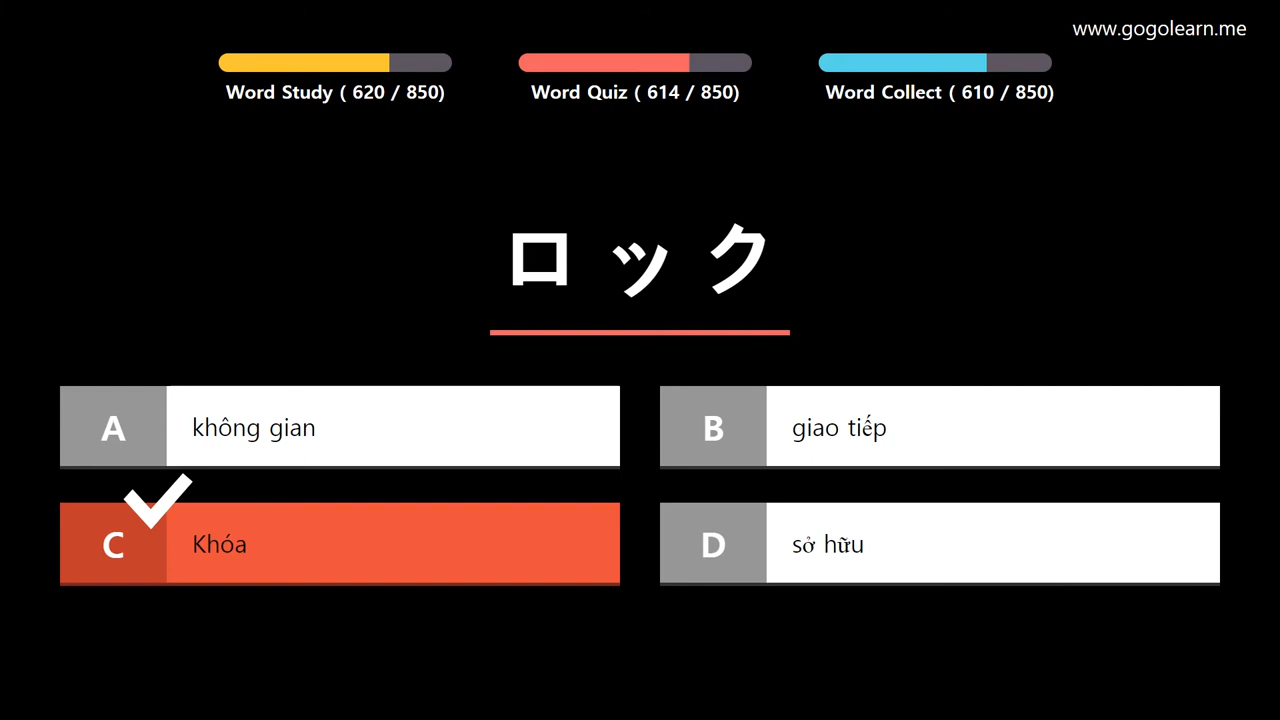 www.gogolearn.me
Word Study ( 620 / 850)
Word Quiz ( 614 / 850)
Word Collect ( 610 / 850)
ロック
A không gian
B giao tiếp
C Khóa
D sở hữu